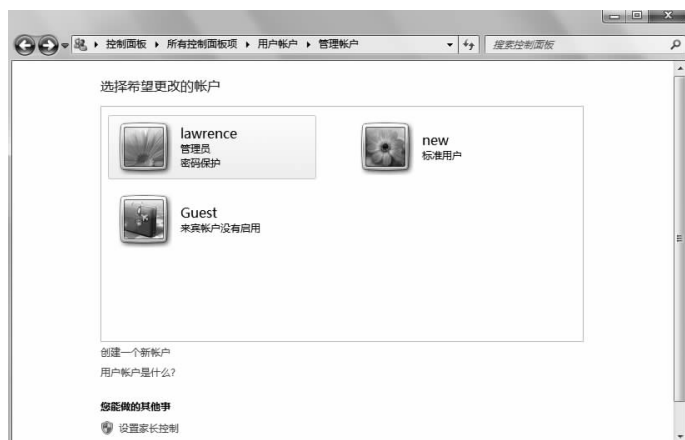 控制面板 ▸ 所有控制面板项 ▸ 用户帐户 ▸ 管理帐户
搜索控制面板
选择希望更改的帐户
lawrence
管理员
密码保护
new
标准用户
Guest
来宾帐户没有启用
创建一个新帐户
用户帐户是什么?
您能做的其他事
设置家长控制